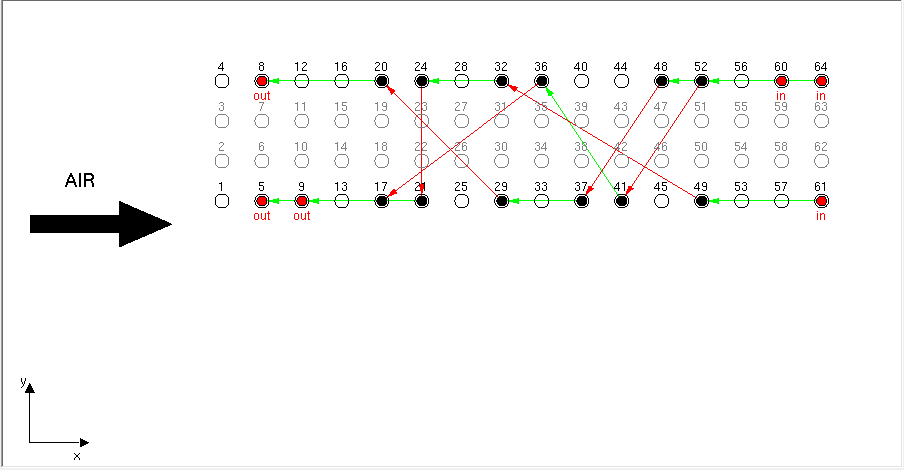 4 8 12 16 20 24 28 32 36 40 44 48 52 56 60 64
out in in
3 7 11 15 19 23 27 31 35 39 43 47 51 55 59 63
2 6 10 14 18 22 26 30 34 38 42 46 50 54 58 62
AIR
1 5 9 13 17 21 25 29 33 37 41 45 49 53 57 61
out out in
y
x